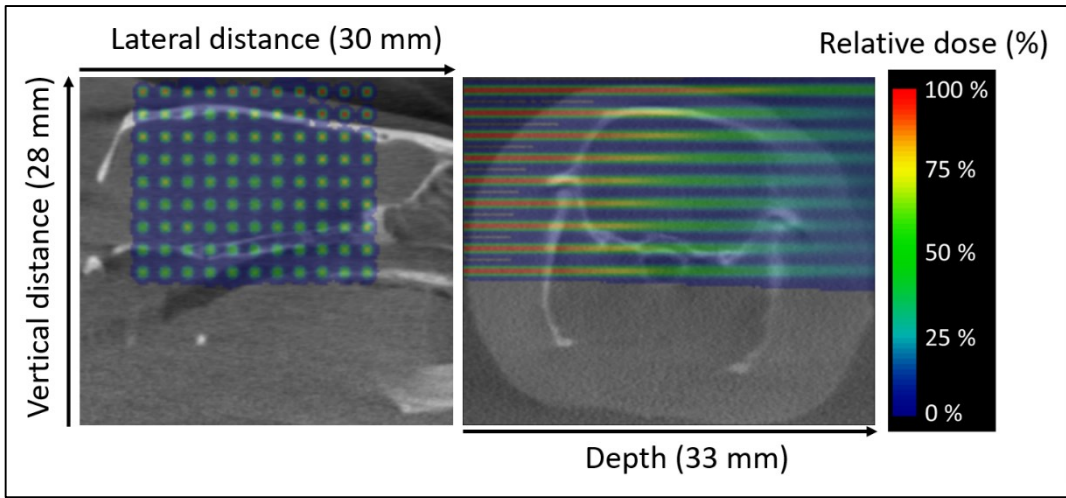 Lateral distance (30 mm)
Relative dose (%)
Vertical distance (28 mm)
100 %
75 %
50 %
25 %
0 %
Depth (33 mm)